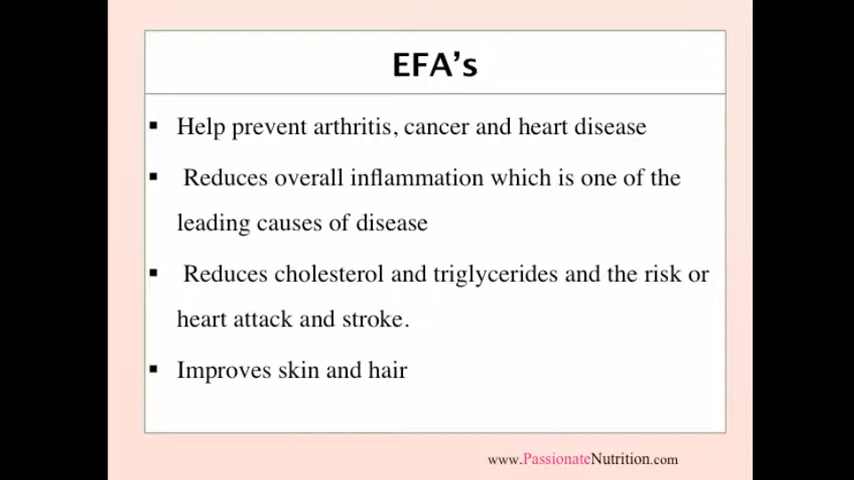 EFA’s
▪ Help prevent arthritis, cancer and heart disease
▪ Reduces overall inflammation which is one of the
leading causes of disease
▪ Reduces cholesterol and triglycerides and the risk or
heart attack and stroke.
▪ Improves skin and hair
www.PassionateNutrition.com